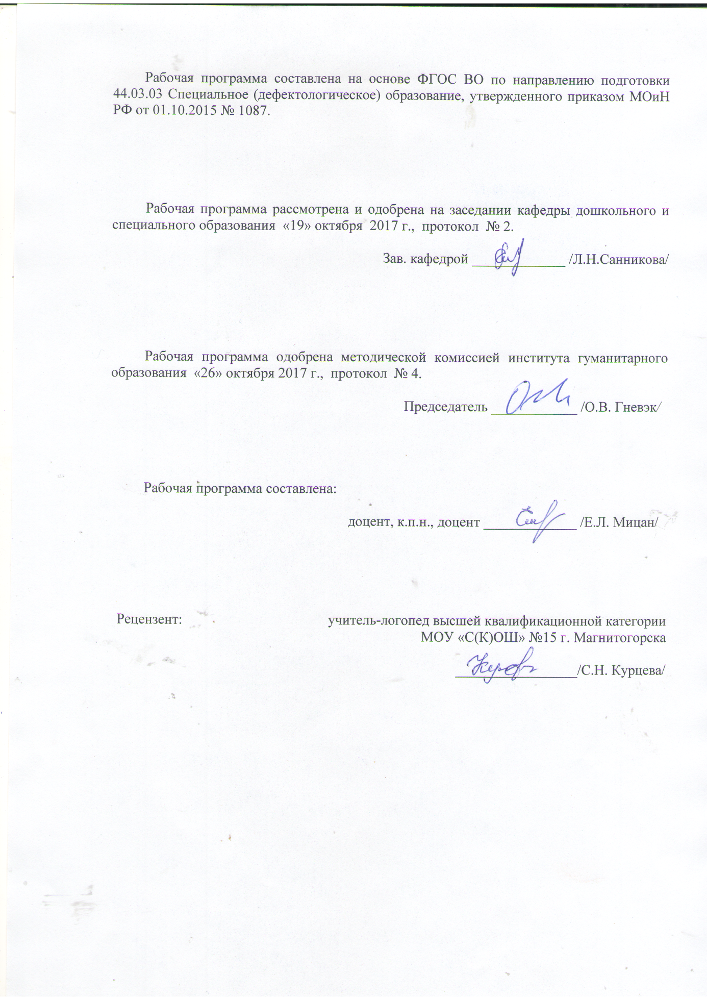 Рабочая программа составлена на основе ФГОС ВО по направлению подготовки
44.03.03 Специальное (дефектологическое) образование, утвержденного приказом МОиН
РФ от 01.10.2015 № 1087.
Рабочая программа рассмотрена и одобрена на заседании кафедры дошкольного и
специального образования «19» октября 2017 г., протокол № 2.
Зав. кафедрой ______________ /Л.Н.Санникова/
Рабочая программа одобрена методической комиссией института гуманитарного
образования «26» октября 2017 г., протокол № 4.
Председатель _____________ /О.В. Гневэк/
Рабочая программа составлена:
доцент, к.п.н., доцент ______________ /Е.Л. Мицан/
Рецензент: учитель-логопед высшей квалификационной категории
МОУ «С(К)ОШ» №15 г. Магнитогорска
__________________/С.Н. Курцева/